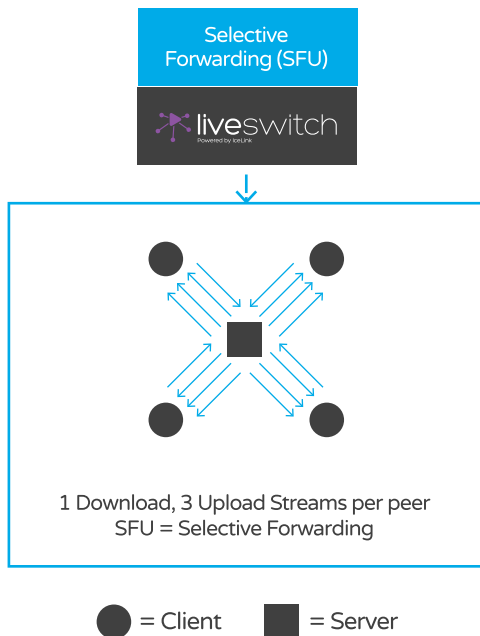 Selective
Forwarding (SFU)
liveswitch
Powered by IceLink
1 Download, 3 Upload Streams per peer
SFU = Selective Forwarding
= Client
= Server